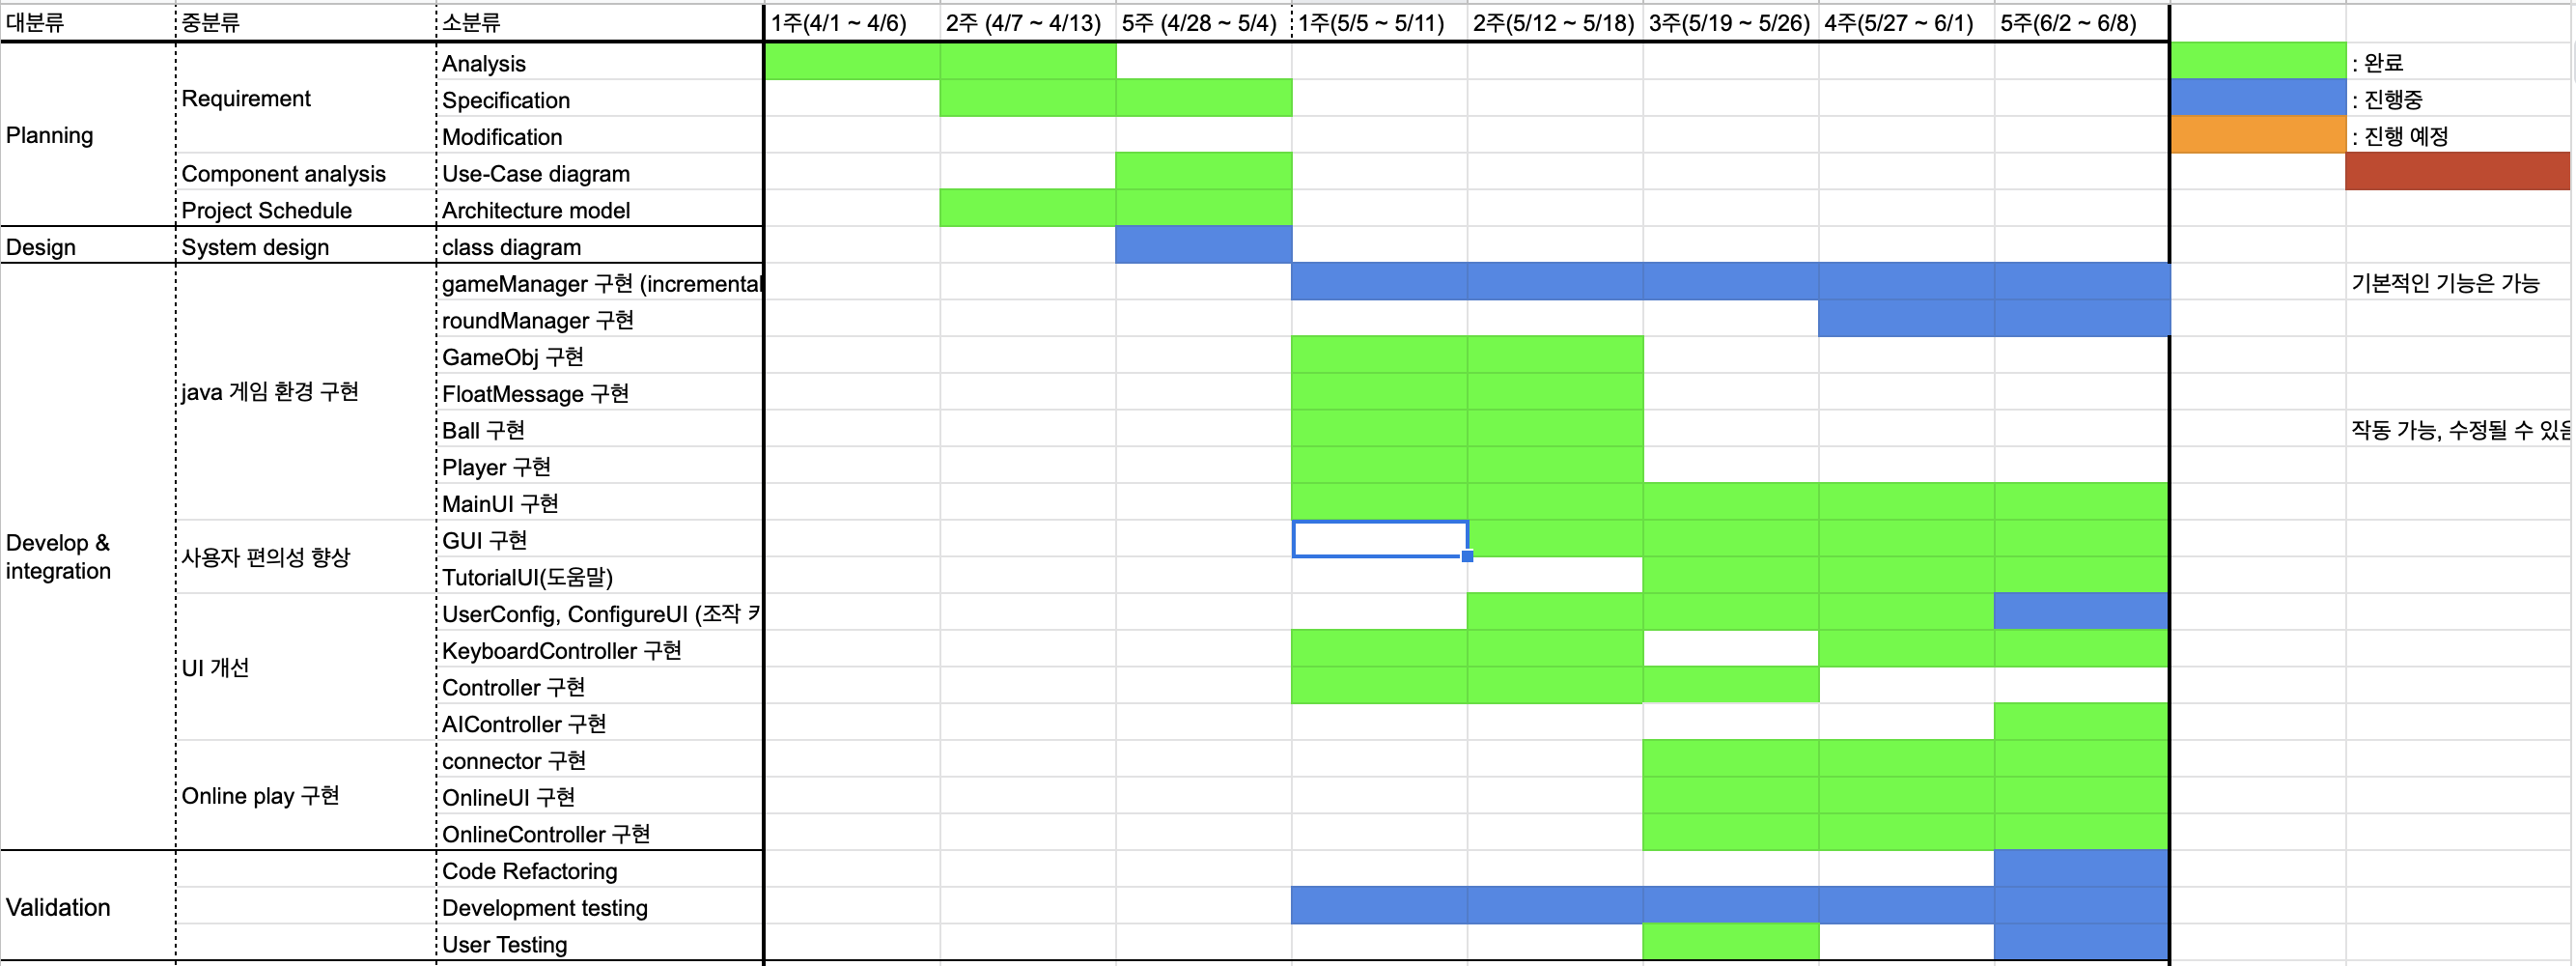 대분류 중분류 소분류 1주(4/1 ~ 4/6) 2주 (4/7 ~ 4/13) 5주 (4/28 ~ 5/4) 1주(5/5 ~ 5/11) 2주(5/12 ~ 5/18) 3주(5/19 ~ 5/26) 4주(5/27 ~ 6/1) 5주(6/2 ~ 6/8)
Planning
Requirement
Analysis
: 완료
Specification
: 진행중
Modification
: 진행 예정
Component analysis Use-Case diagram
Project Schedule Architecture model
Design System design class diagram
Develop &
integration
java 게임 환경 구현
gameManager 구현 (incremental
기본적인 기능은 가능
roundManager 구현
GameObj 구현
FloatMessage 구현
Ball 구현
작동 가능, 수정될 수 있음
Player 구현
MainUI 구현
사용자 편의성 향상
GUI 구현
TutorialUI(도움말)
UI 개선
UserConfig, ConfigureUI (조작
KeyboardController 구현
Controller 구현
AIController 구현
Online play 구현
connector 구현
OnlineUI 구현
OnlineController 구현
Validation
Code Refactoring
Development testing
User Testing